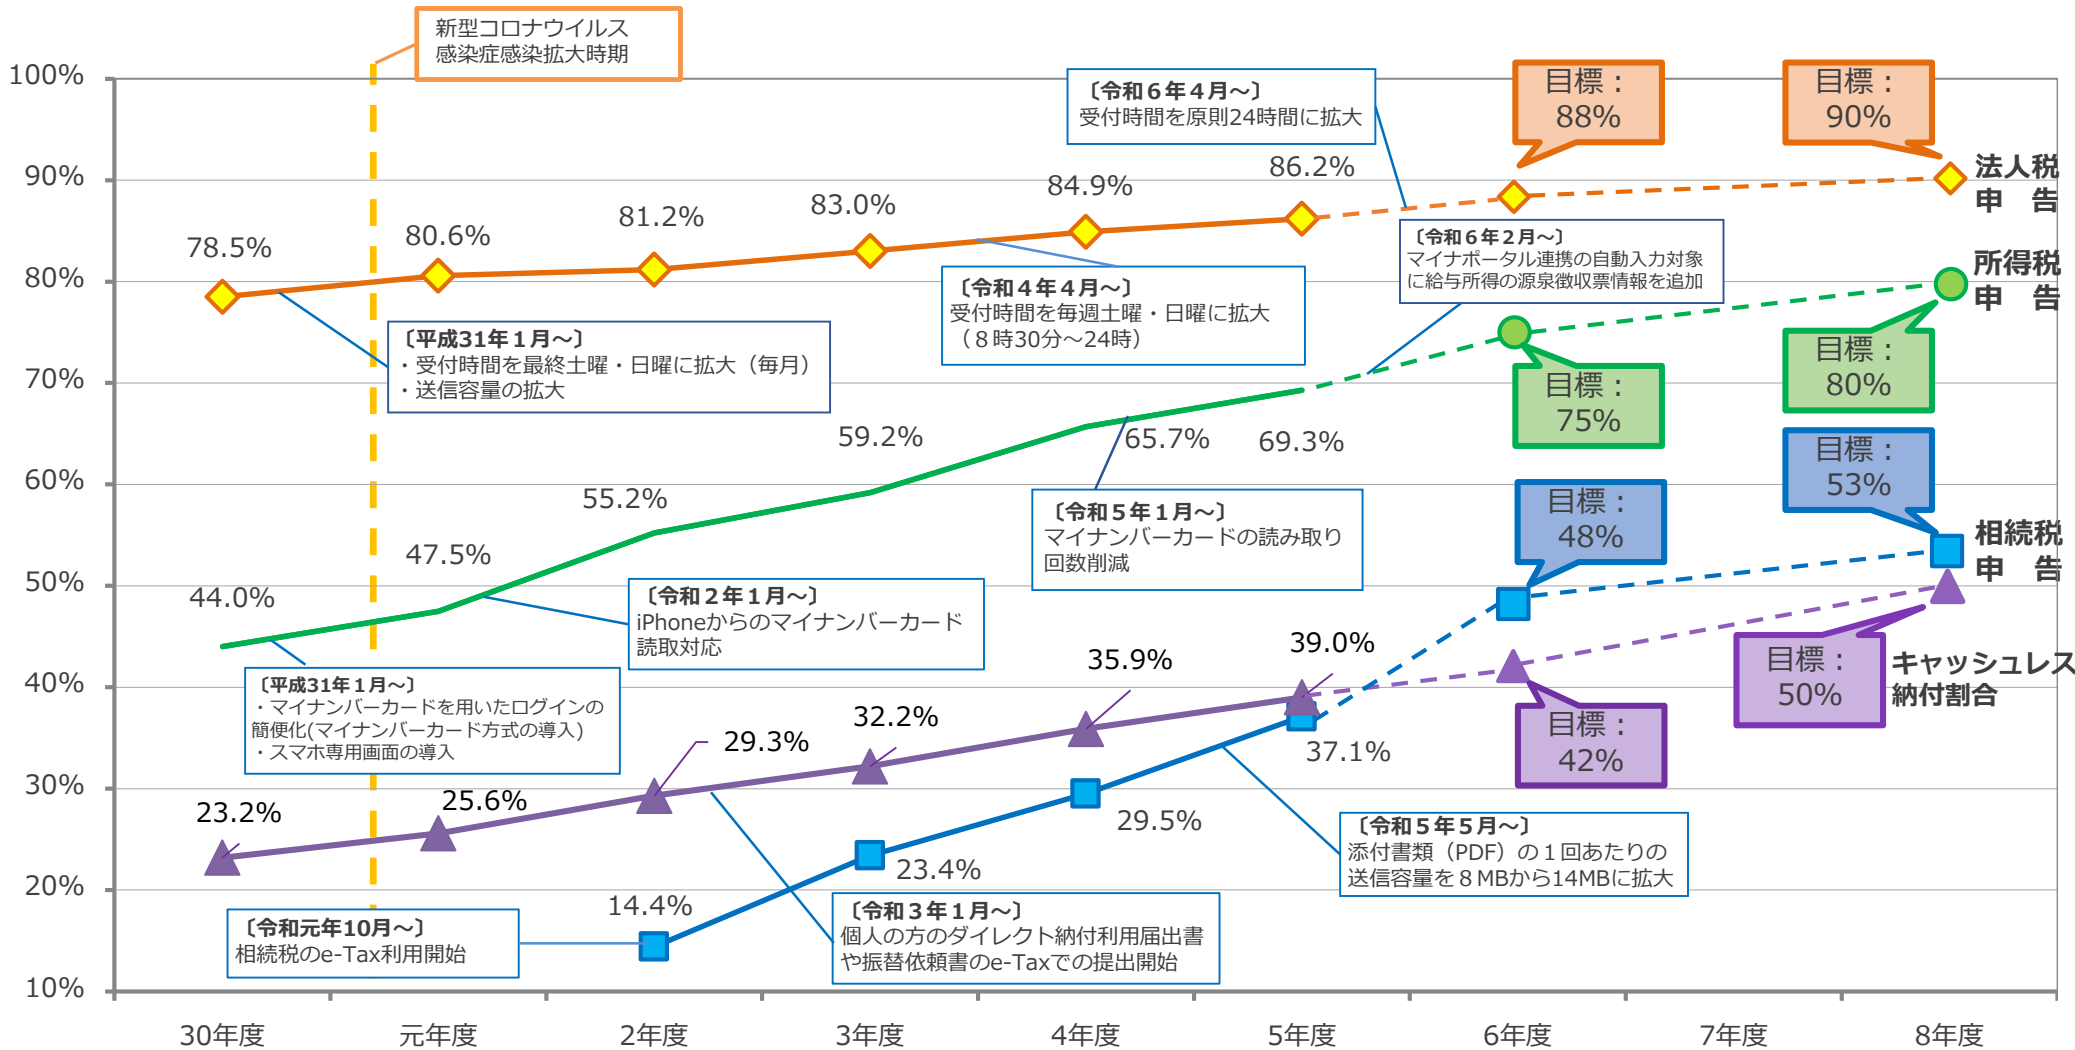 新型コロナウイルス
感染症感染拡大時期
100%
90%
80%
70%
60%
50%
40%
30%
20%
10%
〔令和６年４月～〕
受付時間を原則24時間に拡大
目標：
88%
目標：
90%
法人税
申　告
78.5%
80.6%
81.2%
83.0%
84.9%
86.2%
〔平成31年１月～〕
・受付時間を最終土曜・日曜に拡大（毎月）
・送信容量の拡大
〔令和４年４月～〕
受付時間を毎週土曜・日曜に拡大
（８時30分～24時）
〔令和６年２月～〕
マイナポータル連携の自動入力対象
に給与所得の源泉徴収票情報を追加
所得税
申　告
目標：
75%
目標：
80%
44.0%
47.5%
55.2%
59.2%
65.7%
69.3%
〔平成31年１月～〕
・マイナンバーカードを用いたログインの
簡便化(マイナンバーカード方式の導入)
・スマホ専用画面の導入
〔令和２年１月～〕
iPhoneからのマイナンバーカード
読取対応
〔令和５年１月～〕
マイナンバーカードの読み取り
回数削減
目標：
48%
目標：
53%
相続税
申　告
23.2%
25.6%
29.3%
32.2%
35.9%
39.0%
目標：
42%
目標：
50%
キャッシュレス
納付割合
14.4%
23.4%
29.5%
37.1%
〔令和元年10月～〕
相続税のe-Tax利用開始
〔令和３年１月～〕
個人の方のダイレクト納付利用届出書
や振替依頼書のe-Taxでの提出開始
〔令和５年５月～〕
添付書類（PDF）の１回あたりの
送信容量を８MBから14MBに拡大
30年度
元年度
2年度
3年度
4年度
5年度
6年度
7年度
8年度